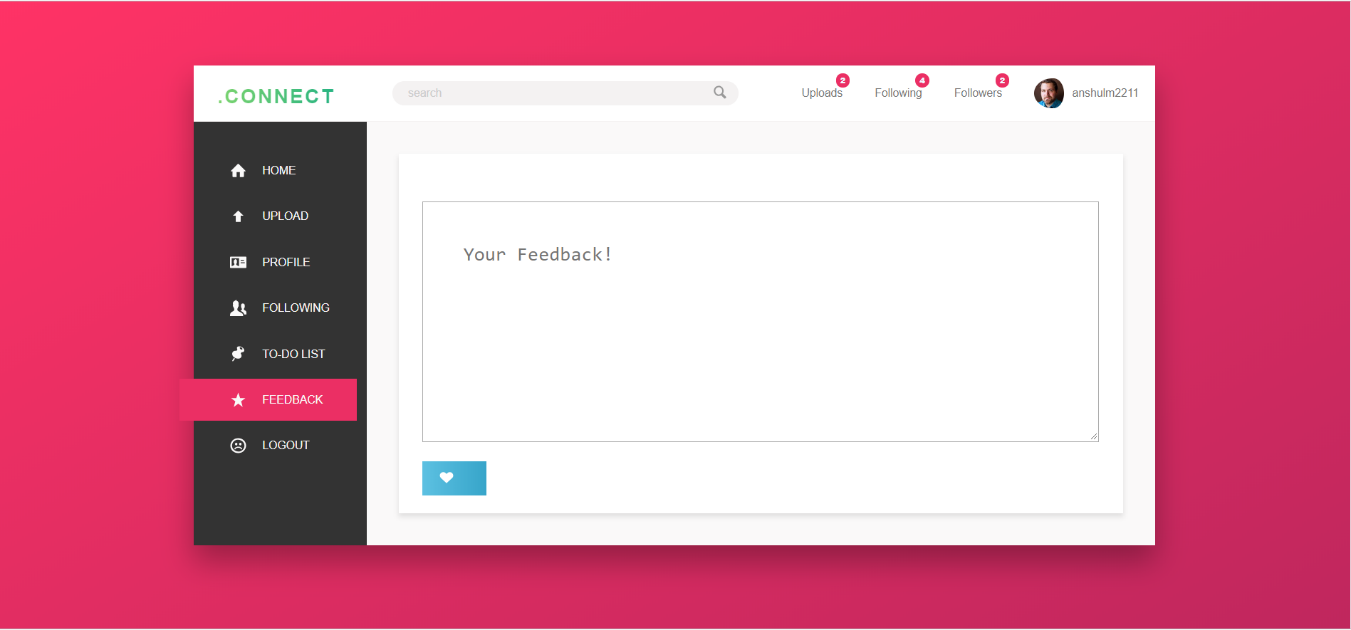 .CONNECT
search
2
4
2
Uploads
Following
Followers
anshulm2211
HOME
UPLOAD
PROFILE
FOLLOWING
TO-DO LIST
FEEDBACK
LOGOUT
Your Feedback!